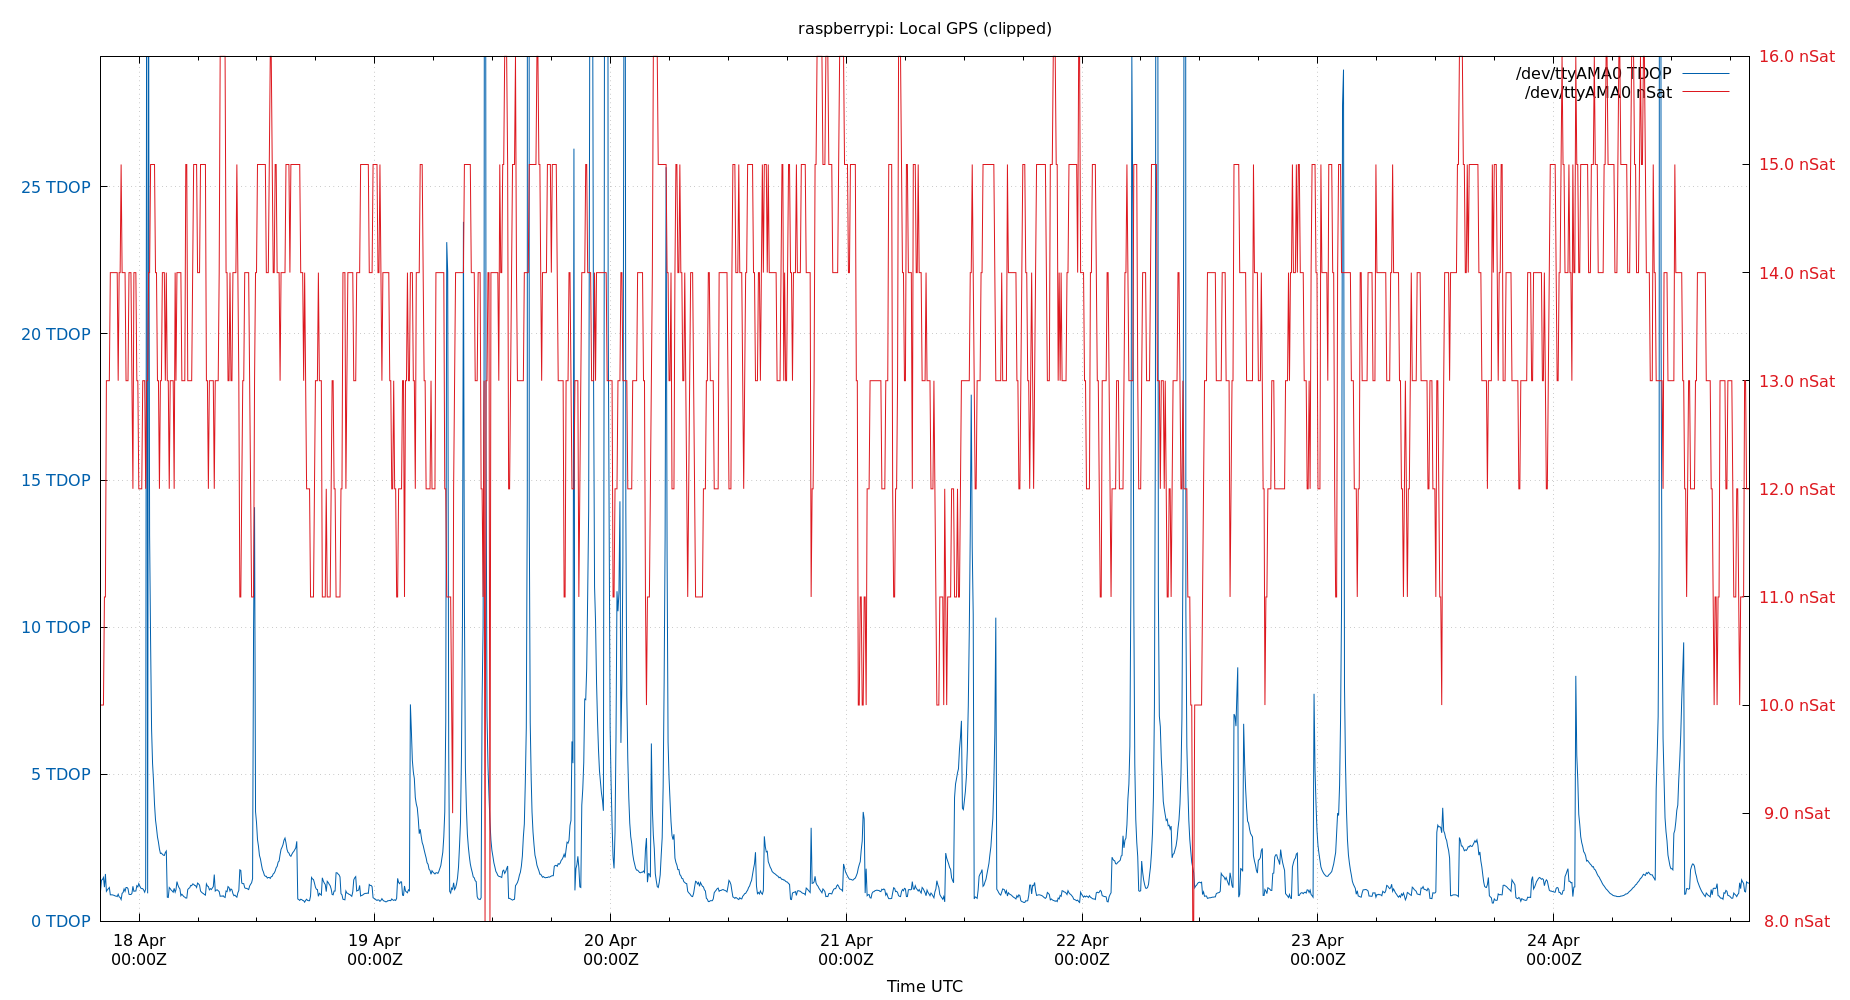 raspberrypi: Local GPS (clipped)
/dev/ttyAMA0 TDOP
/dev/ttyAMA0 nSat
25 TDOP
20 TDOP
15 TDOP
10 TDOP
5 TDOP
0 TDOP
16.0 nSat
15.0 nSat
14.0 nSat
13.0 nSat
12.0 nSat
11.0 nSat
10.0 nSat
9.0 nSat
8.0 nSat
18 Apr
00:00Z
19 Apr
00:00Z
20 Apr
00:00Z
21 Apr
00:00Z
22 Apr
00:00Z
23 Apr
00:00Z
24 Apr
00:00Z
Time UTC